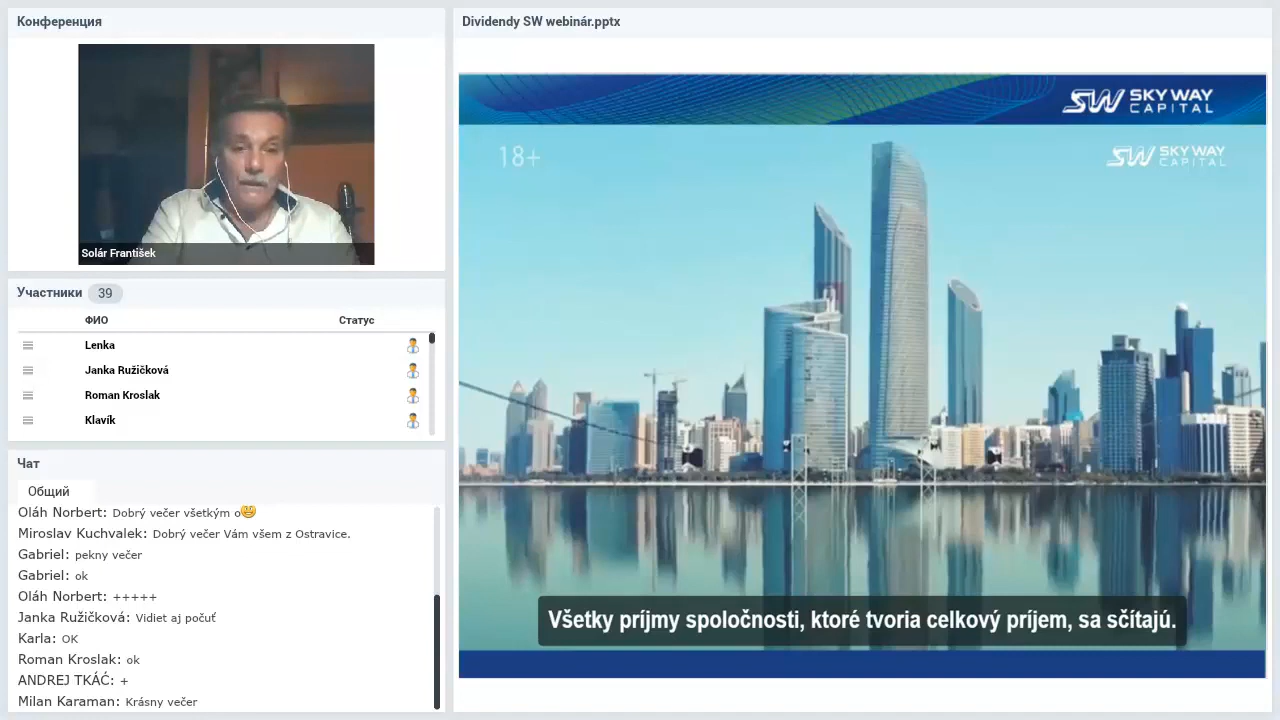 Конференция
Solár František
Участники 39
ФИО Статус
Lenka
Janka Ružičková
Roman Kroslak
Klavík
Чат
Общий
Oláh Norbert: Dobrý večer všetkým o
Miroslav Kuchvalek: Dobrý večer Vám všem z Ostravice.
Gabriel: pekny večer
Gabriel: ok
Oláh Norbert: +++++
Janka Ružičková: Vidiet aj počuť
Karla: OK
Roman Kroslak: ok
ANDREJ TKÁČ: +
Milan Karaman: Krásny večer
Dividendy SW webinár.pptx
SW SKY WAY
CAPITAL
18+
SW SKY WAY
CAPITAL
Všetky príjmy spoločnosti, ktoré tvoria celkový príjem, sa sčítajú.